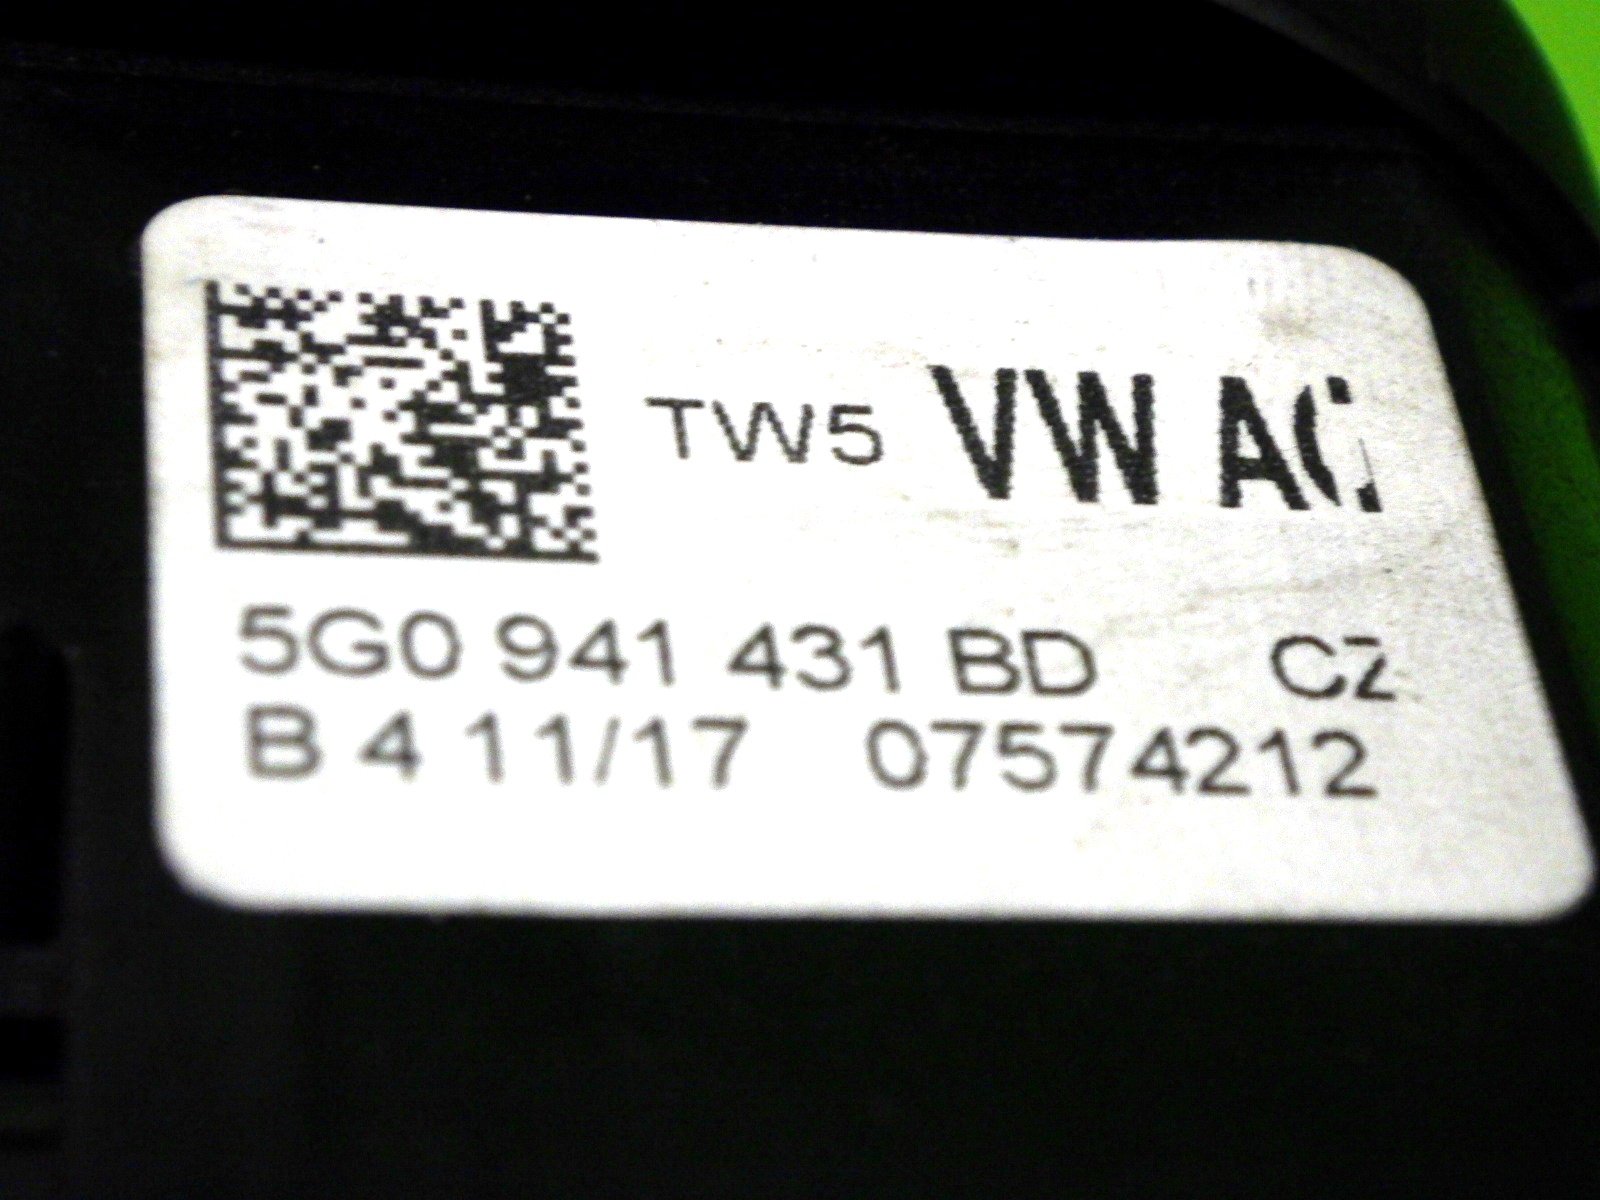 TW5 VW AG
5G0 941 431 BD CZ
B 4 11/17 07574212